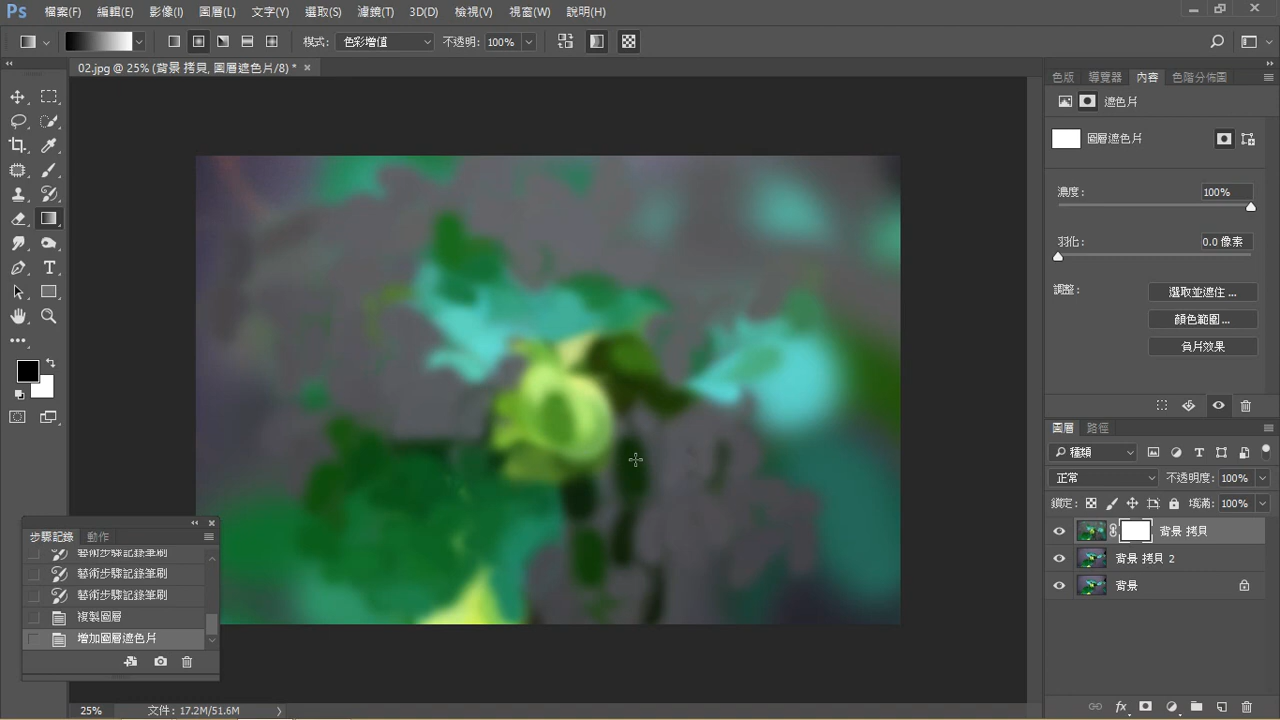 Ps 檔案(F) 編輯(E) 影像(I) 圖層(L) 文字(Y) 選取(S) 濾鏡(T) 3D(D) 檢視(V) 視窗(W) 說明(H)
模式: 色彩增值 不透明: 100%
02.jpg @ 25% (背景 拷貝, 圖層遮色片/8) * ×
色版 導覽器 內容 色階分佈圖
遮色片
圖層遮色片
濃度: 100%
羽化: 0.0 像素
調整: 選取並遮住 ...
顏色範圍 ...
負片效果
圖層 路徑
種類
正常 不透明度: 100%
鎖定: 填滿: 100%
背景 拷貝
背景 拷貝 2
背景
步驟記錄 動作
藝術步驟記錄筆刷
藝術步驟記錄筆刷
藝術步驟記錄筆刷
複製圖層
增加圖層遮色片
25% 文件: 17.2M/51.6M